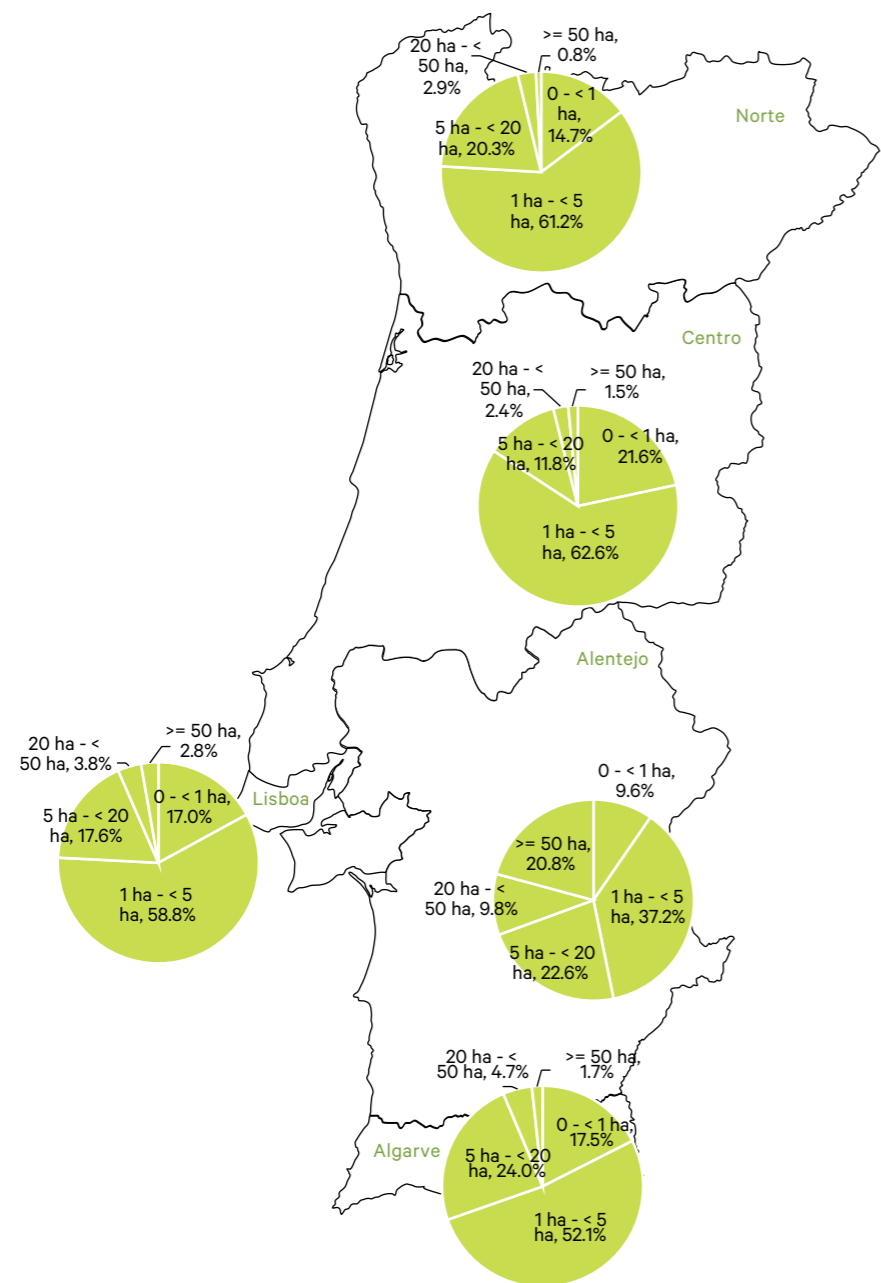 Norte
20 ha - <
50 ha,
2.9%
>= 50 ha,
0.8%
0 - < 1
ha,
14.7%
5 ha - < 20
ha, 20.3%
1 ha - < 5
ha, 61.2%
Centro
20 ha - <
50 ha,
2.4%
>= 50 ha,
1.5%
0 - < 1 ha,
21.6%
5 ha - < 20
ha, 11.8%
1 ha - < 5
ha, 62.6%
Alentejo
0 - < 1 ha,
9.6%
>= 50 ha,
20.8%
1 ha - < 5
ha, 37.2%
20 ha - <
50 ha, 9.8%
5 ha - < 20
ha, 22.6%
Lisboa
20 ha - <
50 ha, 3.8%
>= 50 ha,
2.8%
0 - < 1 ha,
17.0%
5 ha - < 20
ha, 17.6%
1 ha - < 5
ha, 58.8%
Algarve
20 ha - <
50 ha, 4.7%
>= 50 ha,
1.7%
0 - < 1 ha,
17.5%
5 ha - < 20
ha, 24.0%
1 ha - < 5
ha, 52.1%